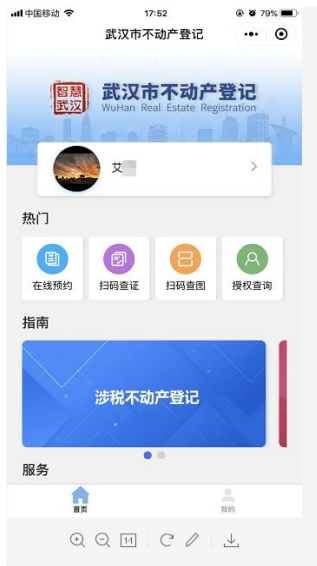 中国移动 17:52 79%
武汉市不动产登记
智慧武汉
武汉市不动产登记
WuHan Real Estate Registration
艾
热门
在线预约 扫码查证 扫码查图 授权查询
指南
涉税不动产登记
服务
首页 我的
1:1